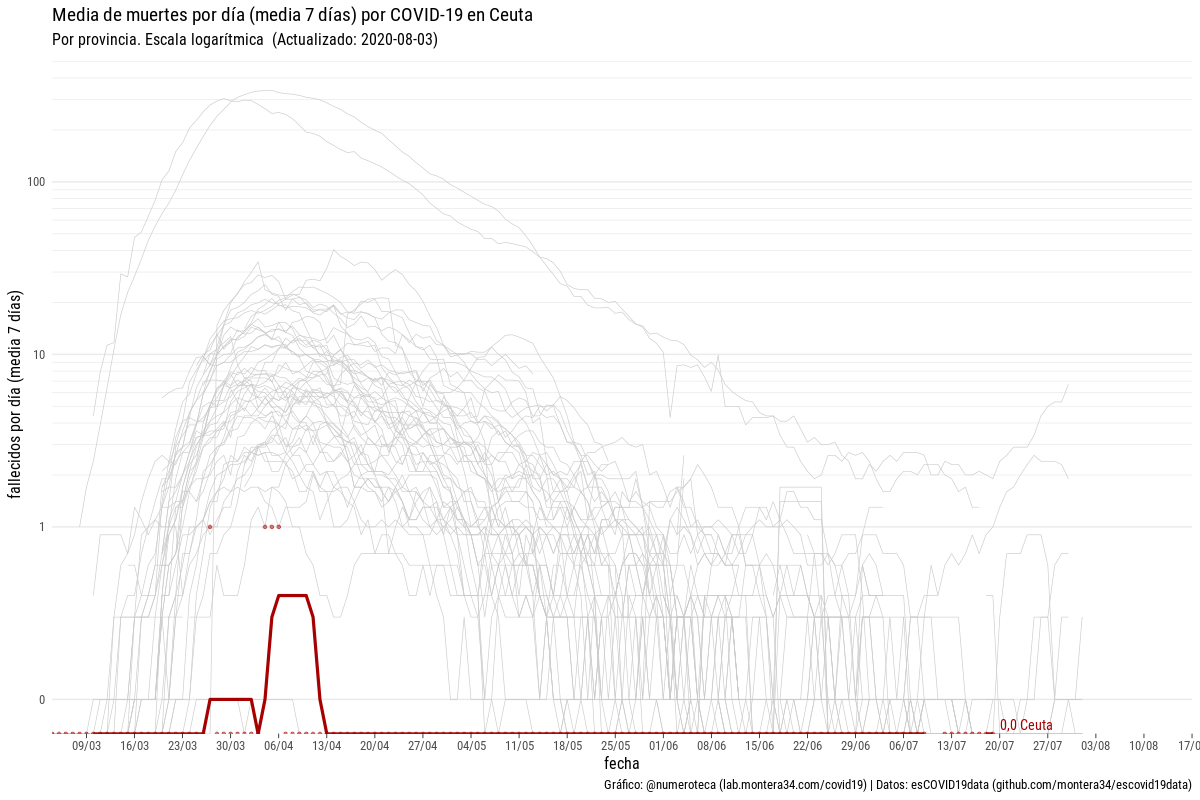 Media de muertes por día (media 7 días) por COVID-19 en Ceuta
Por provincia. Escala logarítmica (Actualizado: 2020-08-03)
fallecidos por día (media 7 días)
100
10
1
0
0,0 Ceuta
09/03 16/03 23/03 30/03 06/04 13/04 20/04 27/04 04/05 11/05 18/05 25/05 01/06 08/06 15/06 22/06 29/06 06/07 13/07 20/07 27/07 03/08 10/08 17/0
fecha
Gráfico: @numeroteca (lab.montera34.com/covid19) | Datos: esCOVID19data (github.com/montera34/escovid19data)